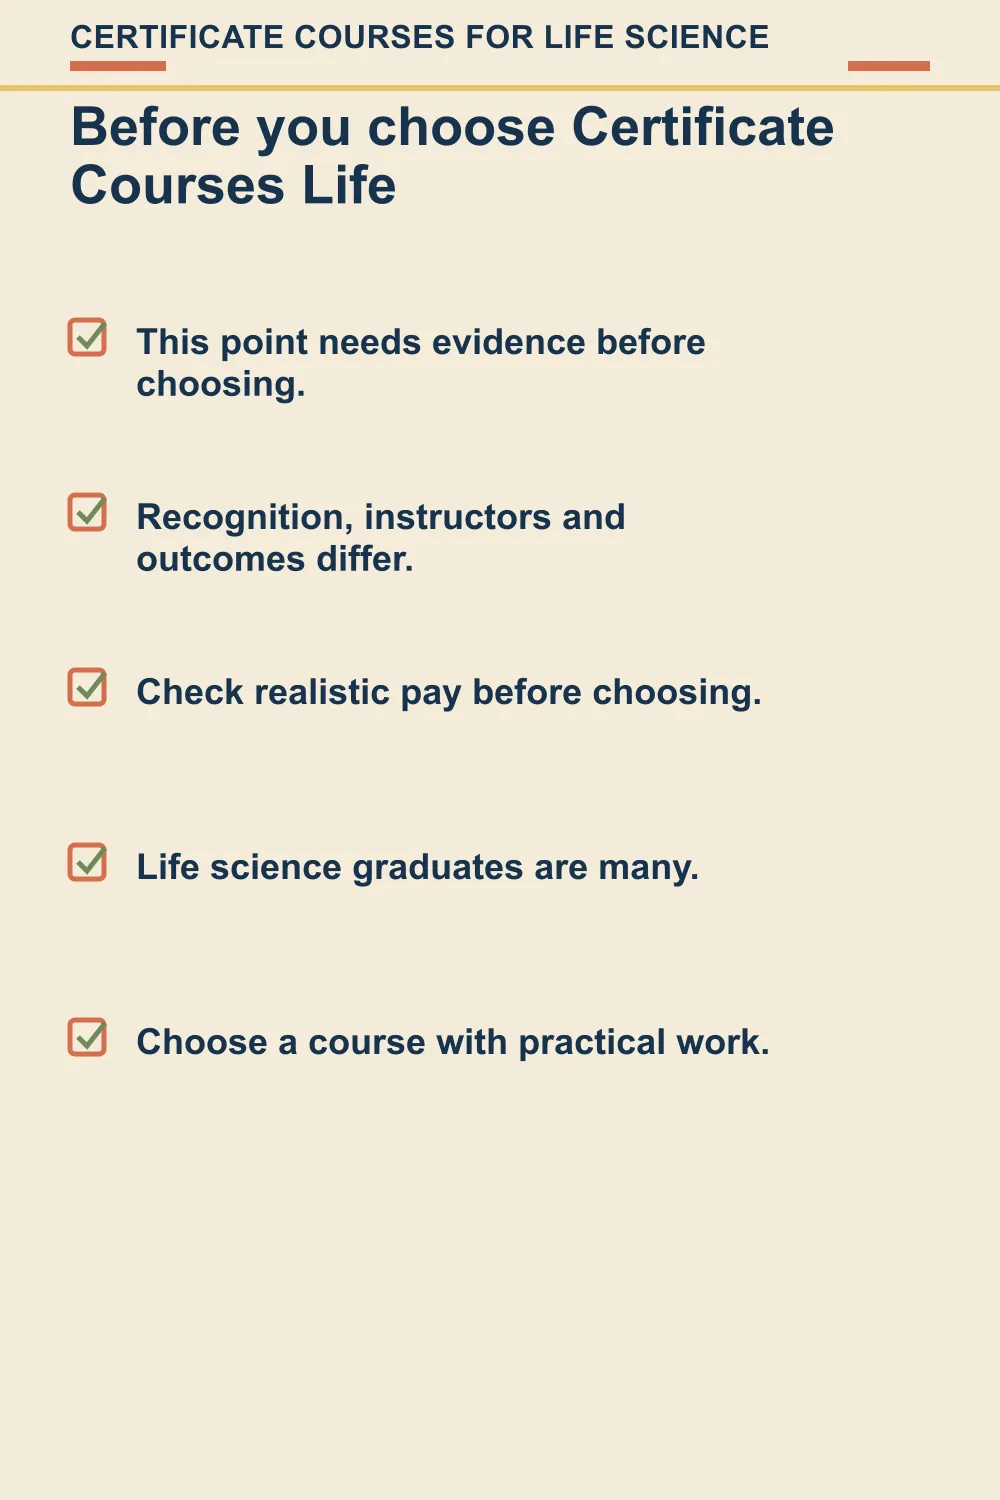 CERTIFICATE COURSES FOR LIFE SCIENCE
Before you choose Certificate
Courses Life
This point needs evidence before
choosing.
Recognition, instructors and
outcomes differ.
Check realistic pay before choosing.
Life science graduates are many.
Choose a course with practical work.